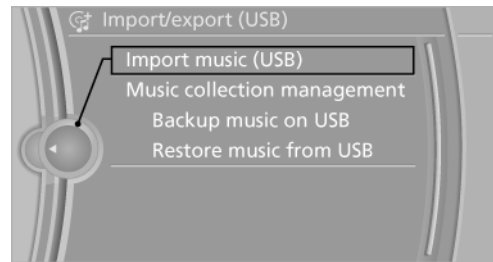 Import/export (USB)
Import music (USB)
Music collection management
Backup music on USB
Restore music from USB